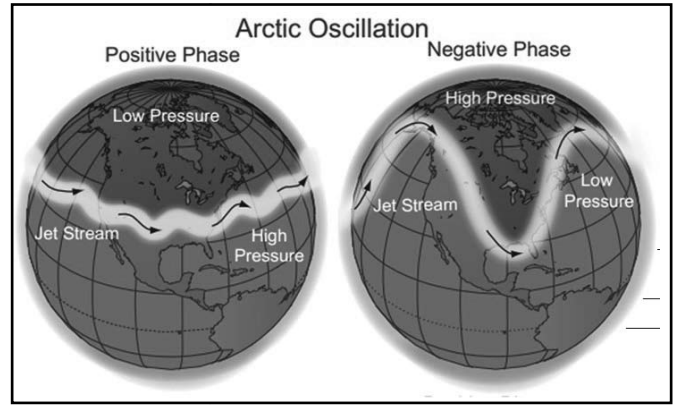 Arctic Oscillation
Positive Phase
Negative Phase
Low Pressure
Jet Stream
High
Pressure
High Pressure
Jet Stream
Low
Pressure